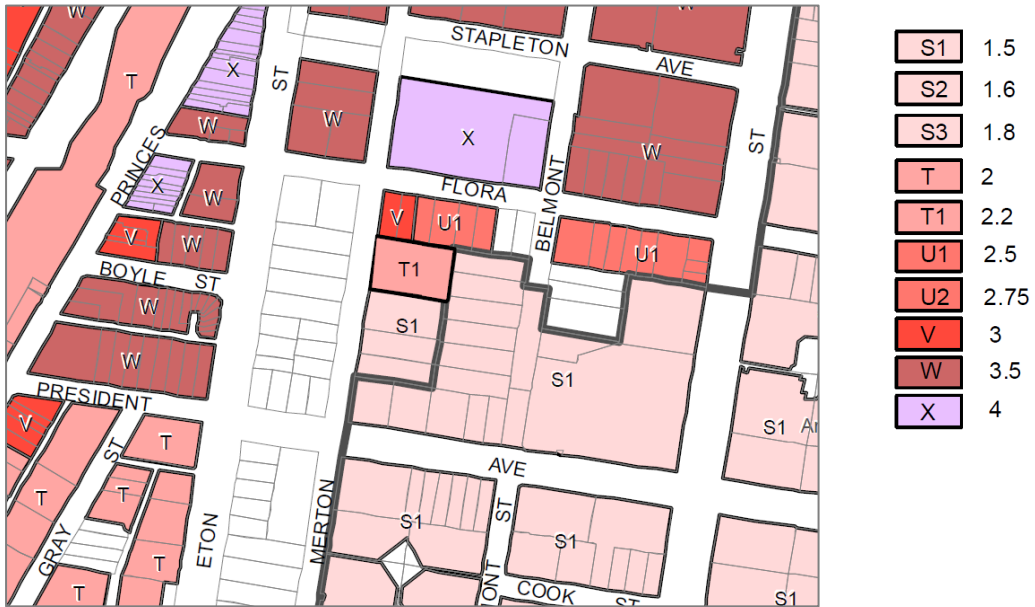 W
W
STAPLETON
T
X
ST
AVE
X
W
W
W
ST
W
PRINCES
X
W
FLORA
V
U1
BELMONT
V
W
U1
BOYLE ST
T1
W
S1
W
S1
PRESIDENT
V
T
S1
ST
AVE
T
T
S1
ST
S1
GRAY
T
ETON
MERTON
T
COOK ST
S1
S1 1.5
S2 1.6
S3 1.8
T 2
T1 2.2
U1 2.5
U2 2.75
V 3
W 3.5
X 4